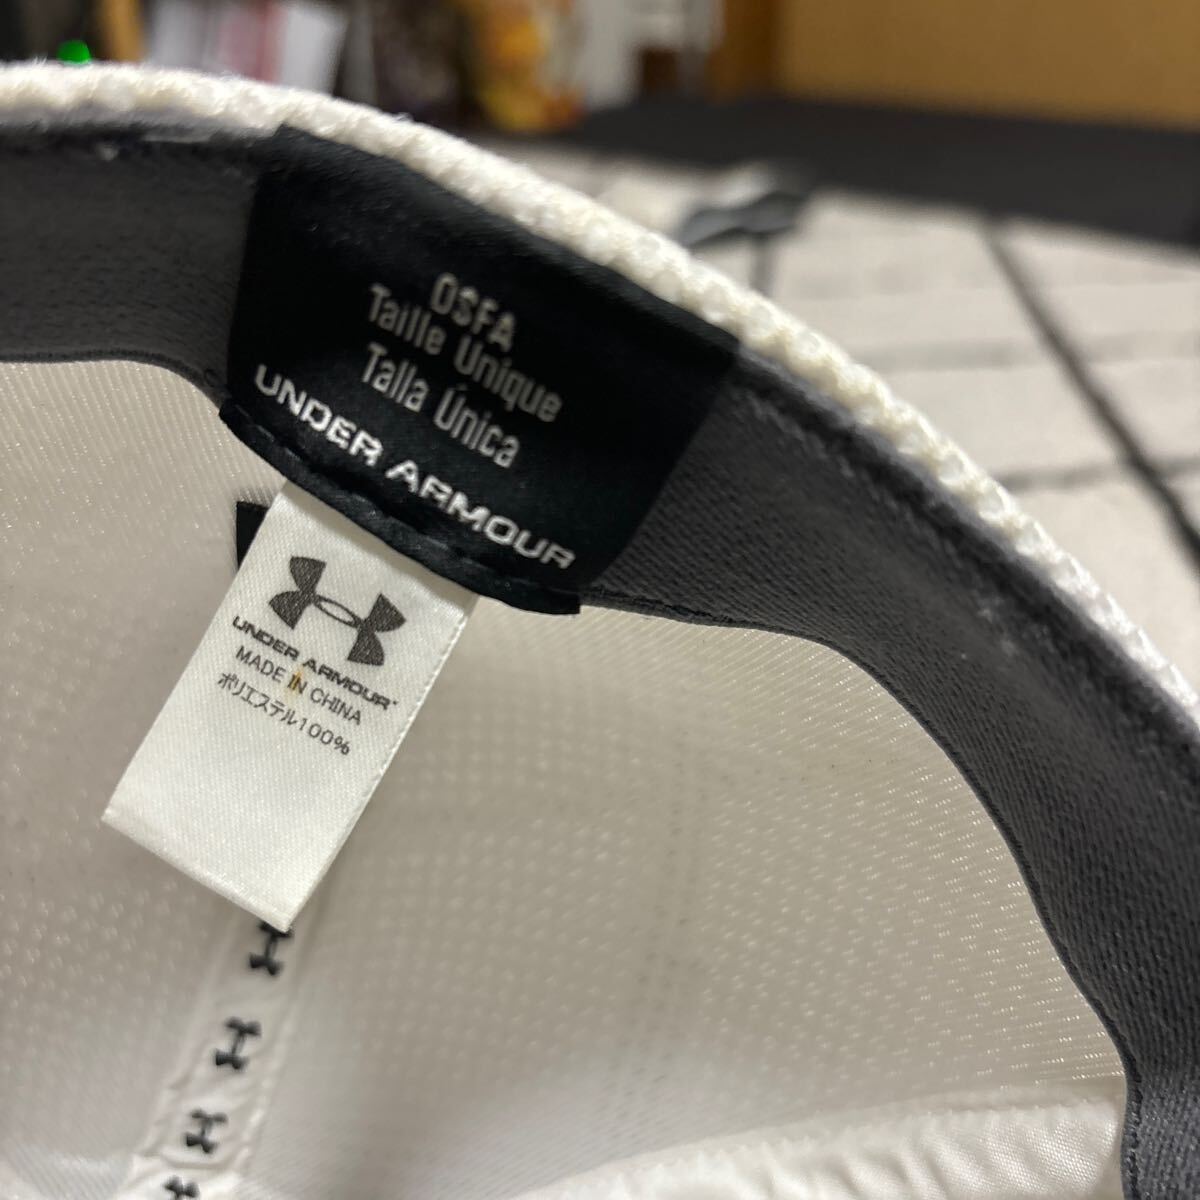 OSFA
Taille Unique
Talla Única
UNDER ARMOUR
UNDER ARMOUR
MADE IN CHINA
ポリエステル100%